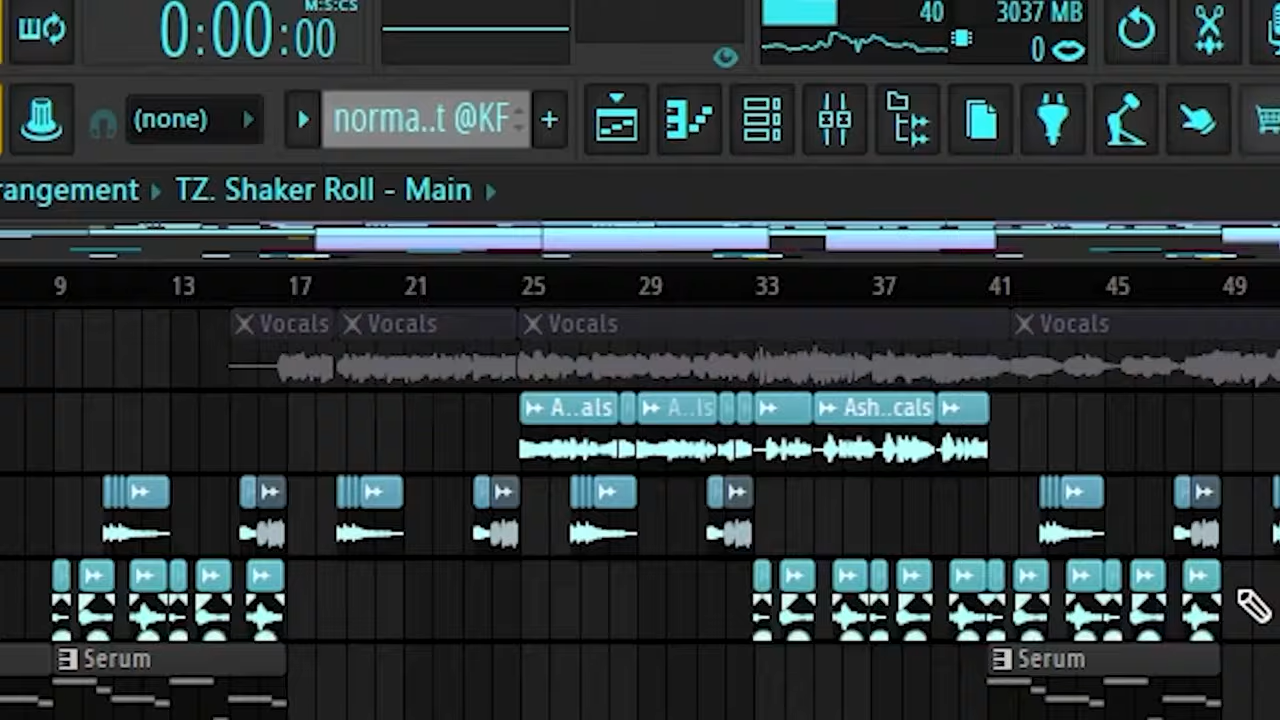 M:S:CS
0:00:00
40
3037 MB
0
(none)
norma..t @KF
+
rangement
TZ. Shaker Roll - Main
9 13 17 21 25 29 33 37 41 45 49
Vocals Vocals Vocals Vocals
A..als A..ls Ash..cals
Serum Serum